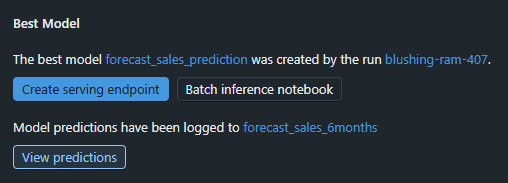 Best Model
The best model forecast_sales_prediction was created by the run blushing-ram-407.
Create serving endpoint Batch inference notebook
Model predictions have been logged to forecast_sales_6months
View predictions